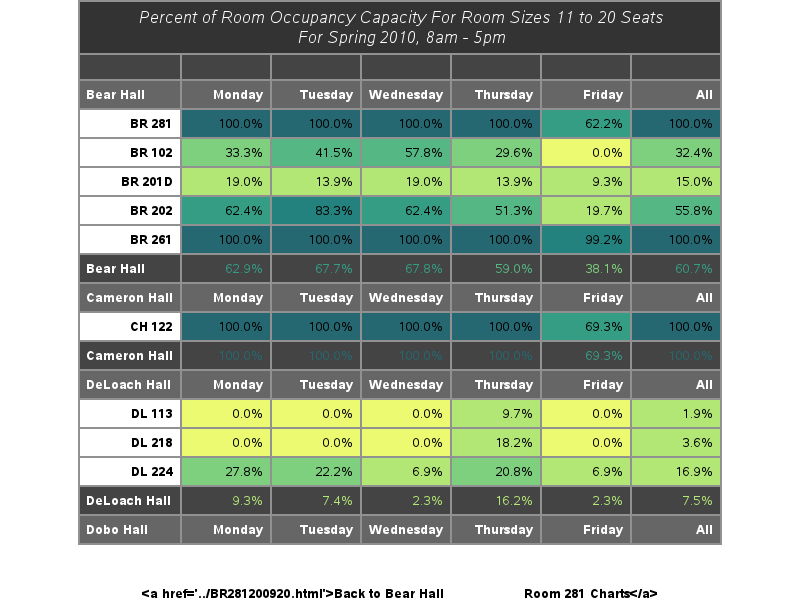 Percent of Room Occupancy Capacity For Room Sizes 11 to 20 Seats
For Spring 2010, 8am - 5pm
Bear Hall Monday Tuesday Wednesday Thursday Friday All
BR 281 100.0% 100.0% 100.0% 100.0% 62.2% 100.0%
BR 102 33.3% 41.5% 57.8% 29.6% 0.0% 32.4%
BR 201D 19.0% 13.9% 19.0% 13.9% 9.3% 15.0%
BR 202 62.4% 83.3% 62.4% 51.3% 19.7% 55.8%
BR 261 100.0% 100.0% 100.0% 100.0% 99.2% 100.0%
Bear Hall 62.9% 67.7% 67.8% 59.0% 38.1% 60.7%
Cameron Hall Monday Tuesday Wednesday Thursday Friday All
CH 122 100.0% 100.0% 100.0% 100.0% 69.3% 100.0%
Cameron Hall 100.0% 100.0% 100.0% 100.0% 69.3% 100.0%
DeLoach Hall Monday Tuesday Wednesday Thursday Friday All
DL 113 0.0% 0.0% 0.0% 9.7% 0.0% 1.9%
DL 218 0.0% 0.0% 0.0% 18.2% 0.0% 3.6%
DL 224 27.8% 22.2% 6.9% 20.8% 6.9% 16.9%
DeLoach Hall 9.3% 7.4% 2.3% 16.2% 2.3% 7.5%
Dobo Hall Monday Tuesday Wednesday Thursday Friday All
<a href='../BR281200920.html'>Back to Bear Hall Room 281 Charts</a>